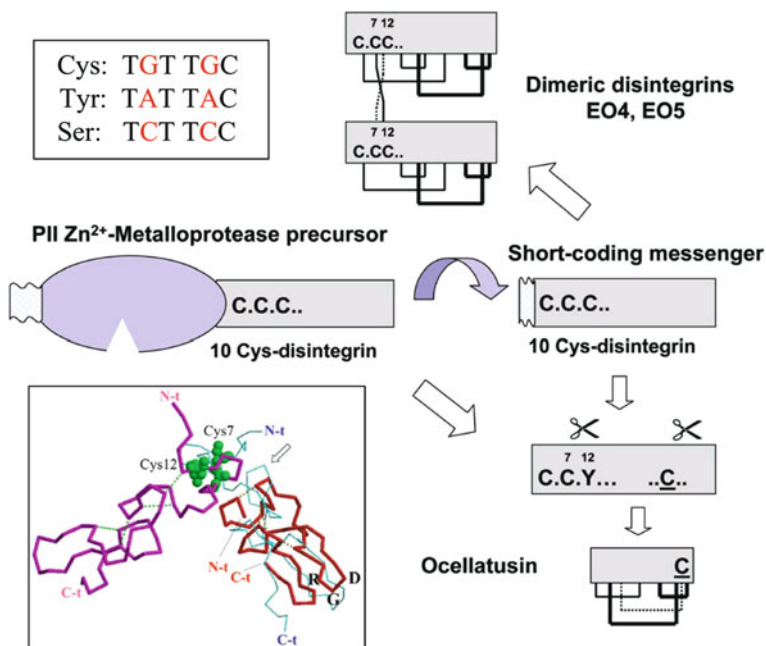 Cys: TGT TGC
Tyr: TAT TAC
Ser: TCT TCC
7 12
C.CC..
7 12
C.CC..
Dimeric disintegrins
EO4, EO5
PII Zn²⁺-Metalloprotease precursor
C.C.C..
10 Cys-disintegrin
Short-coding messenger
C.C.C..
10 Cys-disintegrin
N-t
Cys7
N-t
Cys12
N-t
C-t
R
G
D
C-t
C-t
7 12
C.C.Y... ..C..
Ocellatusin
C